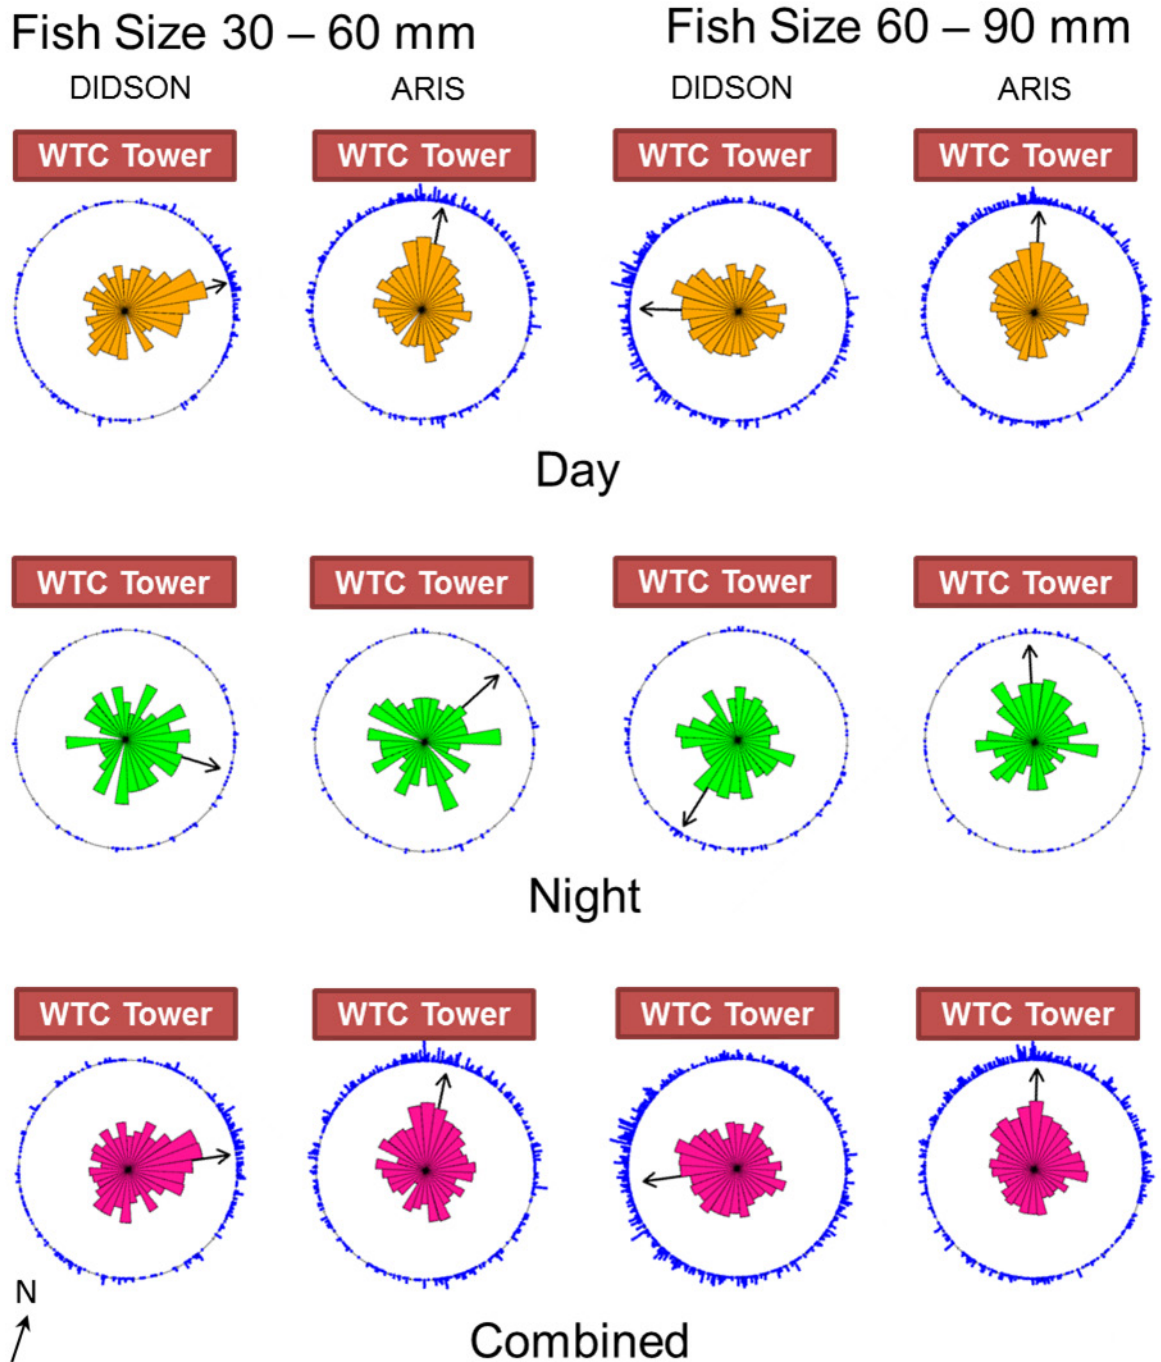 Fish Size 30 – 60 mm
Fish Size 60 – 90 mm
DIDSON
ARIS
DIDSON
ARIS
WTC Tower
WTC Tower
WTC Tower
WTC Tower
Day
WTC Tower
WTC Tower
WTC Tower
WTC Tower
Night
WTC Tower
WTC Tower
WTC Tower
WTC Tower
N
Combined